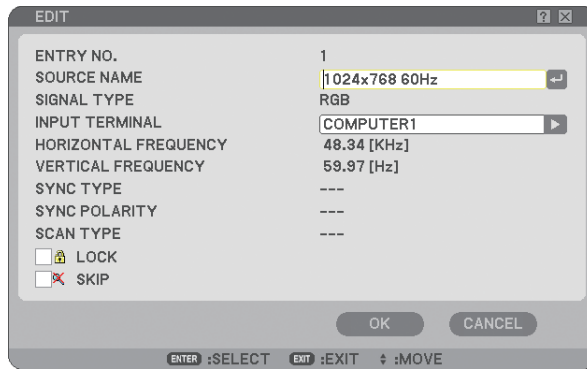 EDIT
ENTRY NO. 1
SOURCE NAME 1024x768 60Hz
SIGNAL TYPE RGB
INPUT TERMINAL COMPUTER1
HORIZONTAL FREQUENCY 48.34 [KHz]
VERTICAL FREQUENCY 59.97 [Hz]
SYNC TYPE ---
SYNC POLARITY ---
SCAN TYPE ---
LOCK
SKIP
OK CANCEL
ENTER :SELECT EXIT :EXIT :MOVE